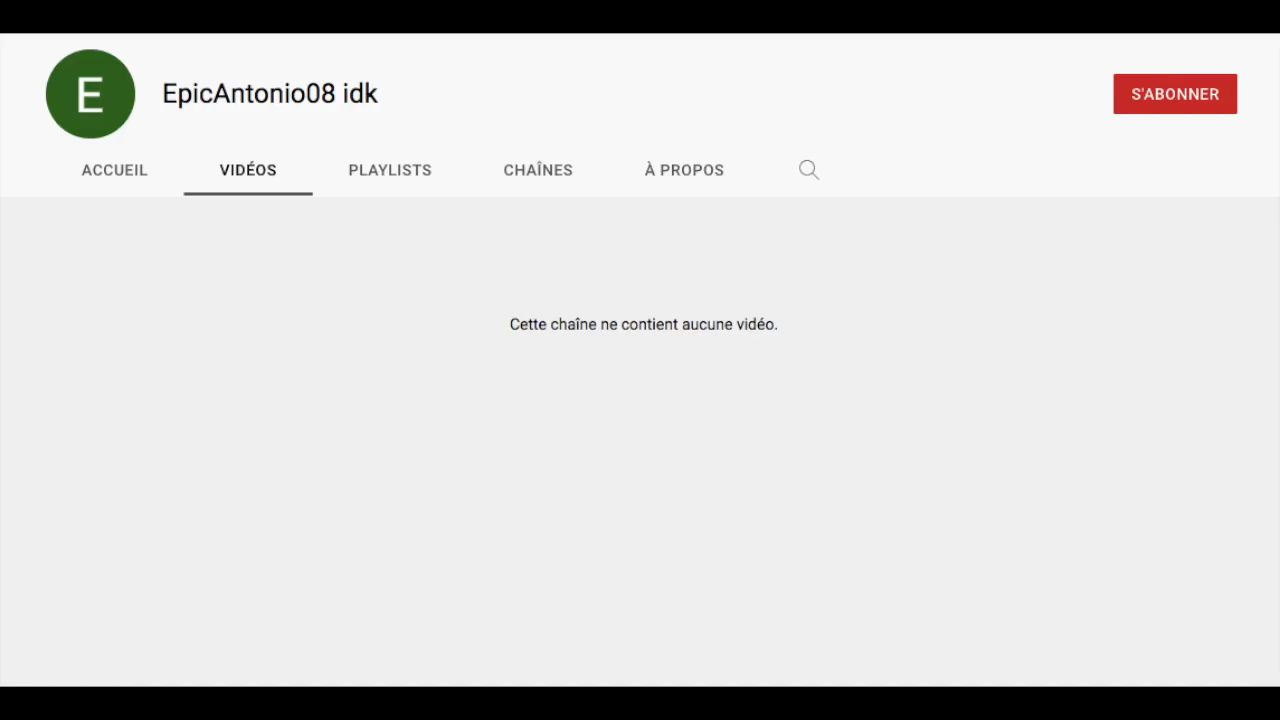 E
EpicAntonio08 idk
S'ABONNER
ACCUEIL VIDÉOS PLAYLISTS CHAÎNES À PROPOS
Cette chaîne ne contient aucune vidéo.